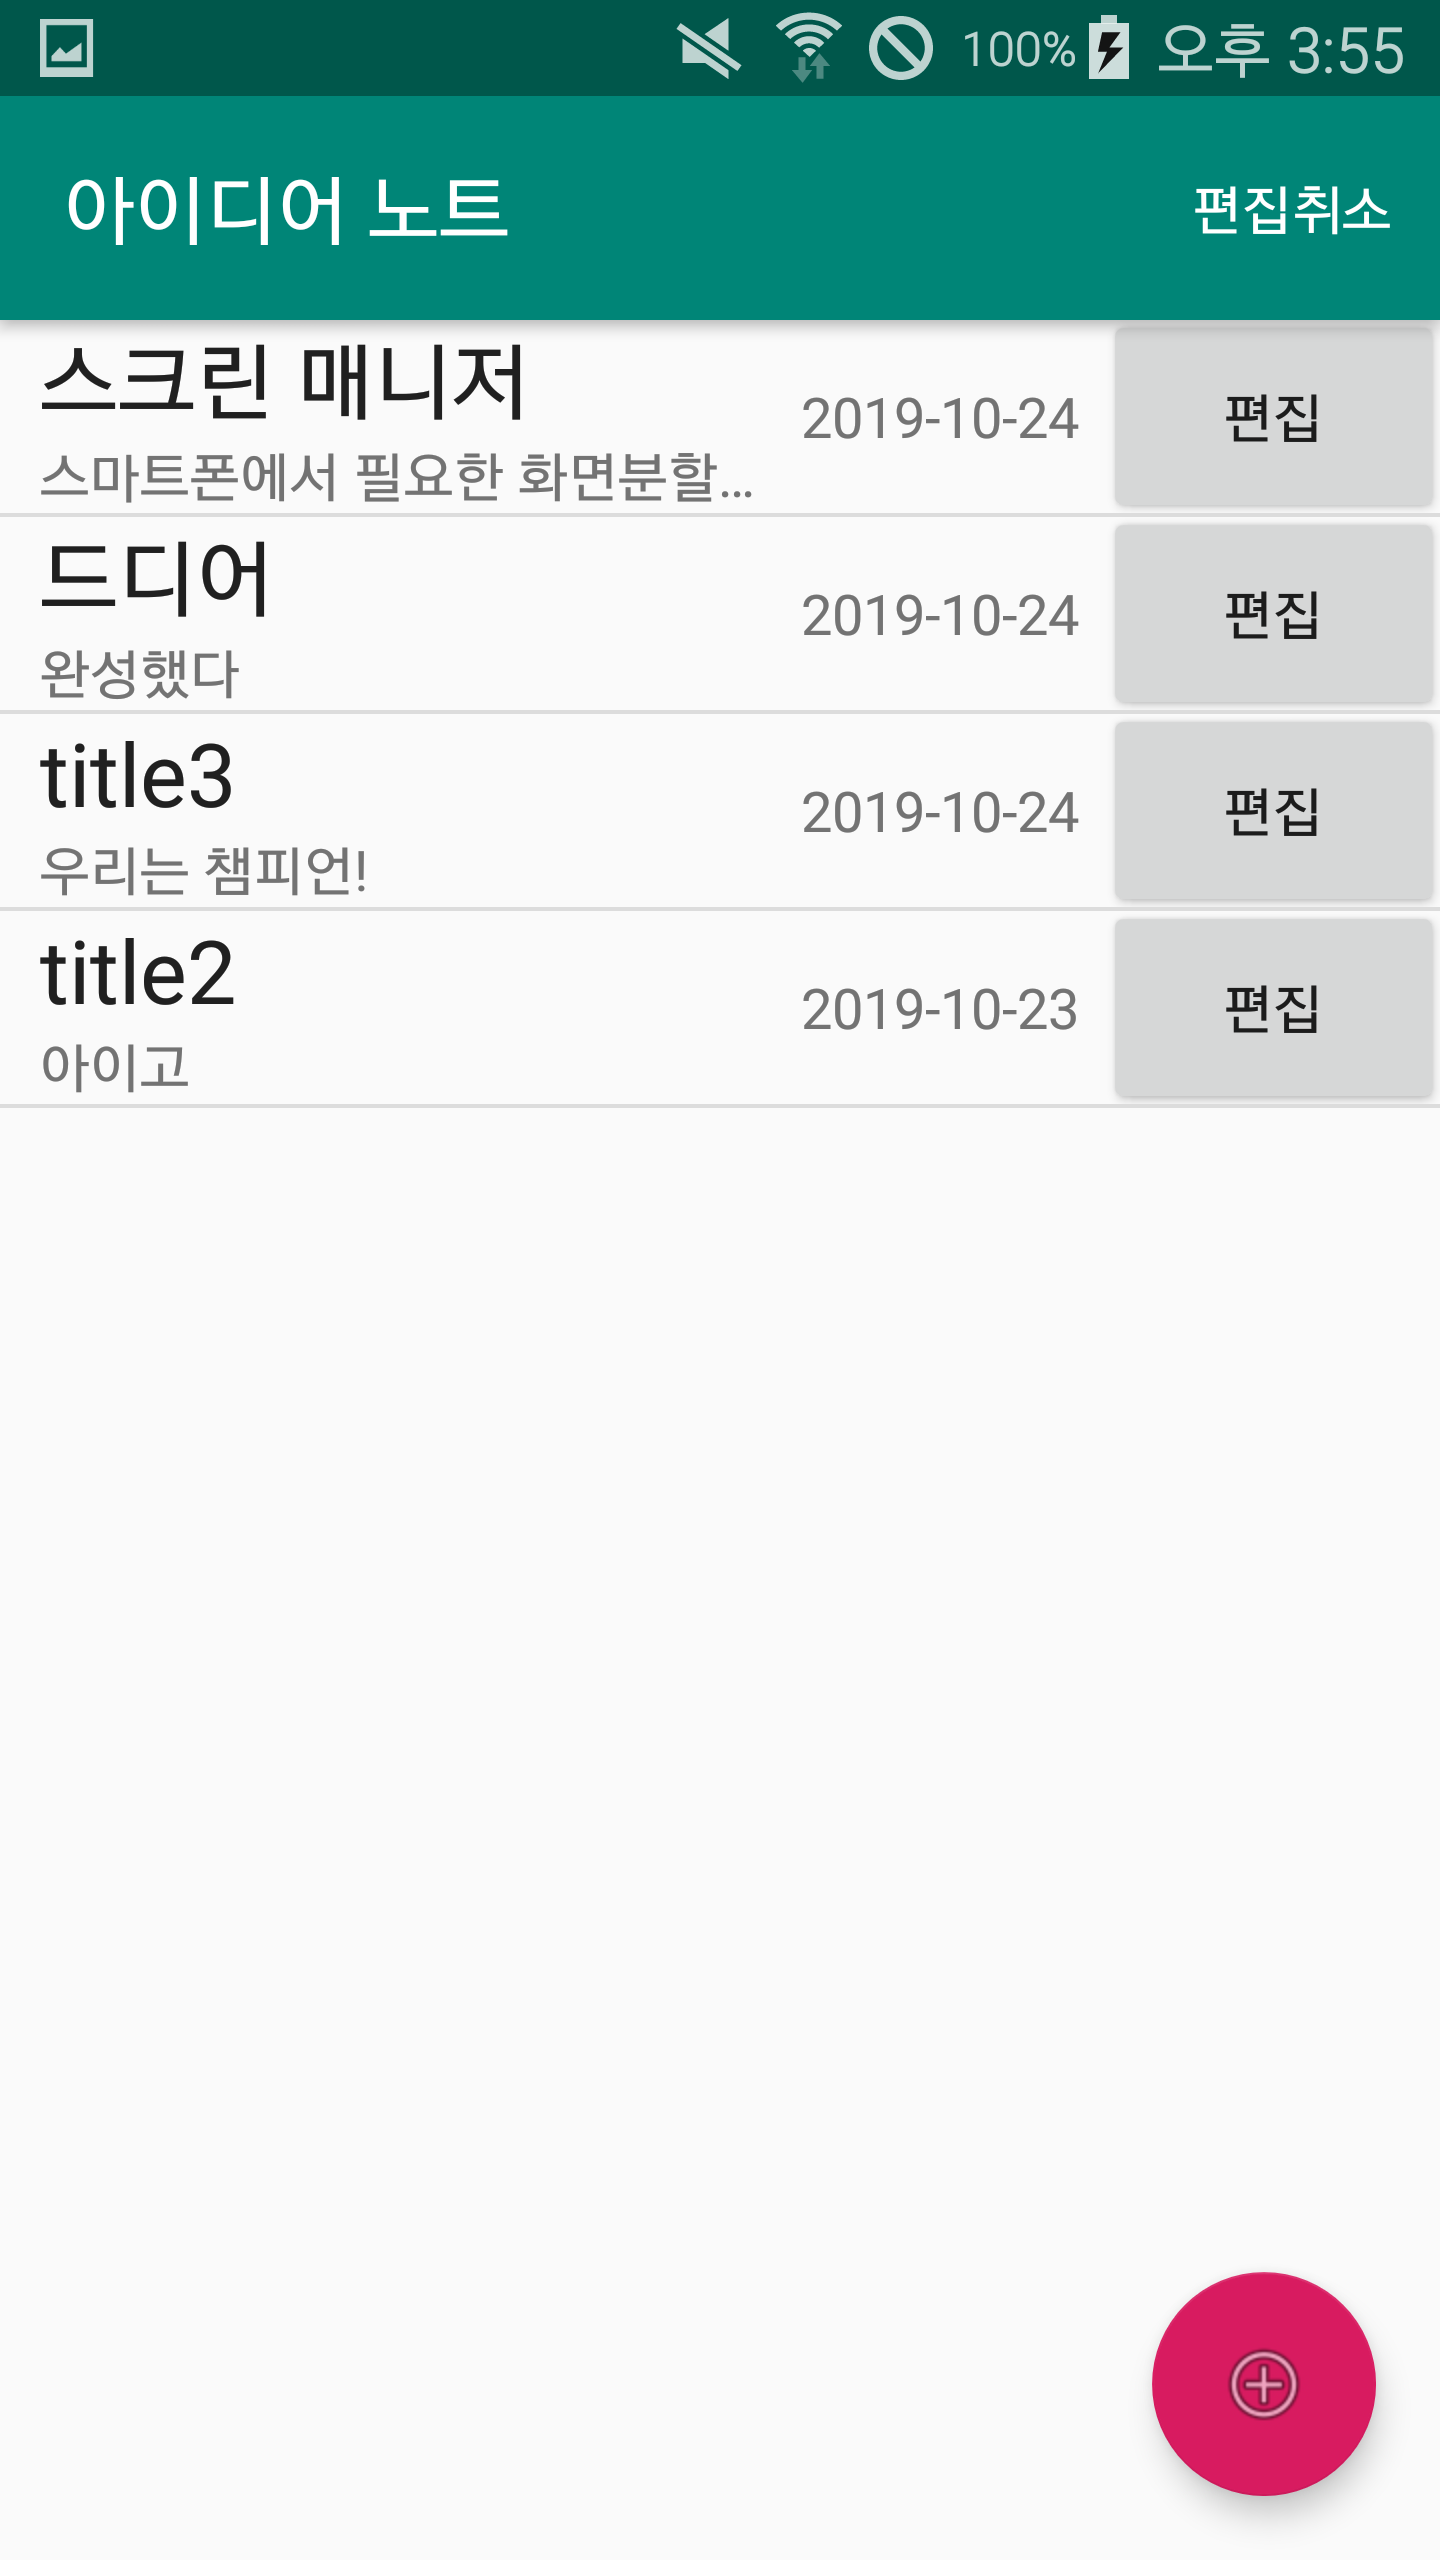 100% 오후 3:55
아이디어 노트 편집취소
스크린 매니저
2019-10-24 편집
스마트폰에서 필요한 화면분할...
드디어
2019-10-24 편집
완성했다
title3
2019-10-24 편집
우리는 챔피언!
title2
2019-10-23 편집
아이고